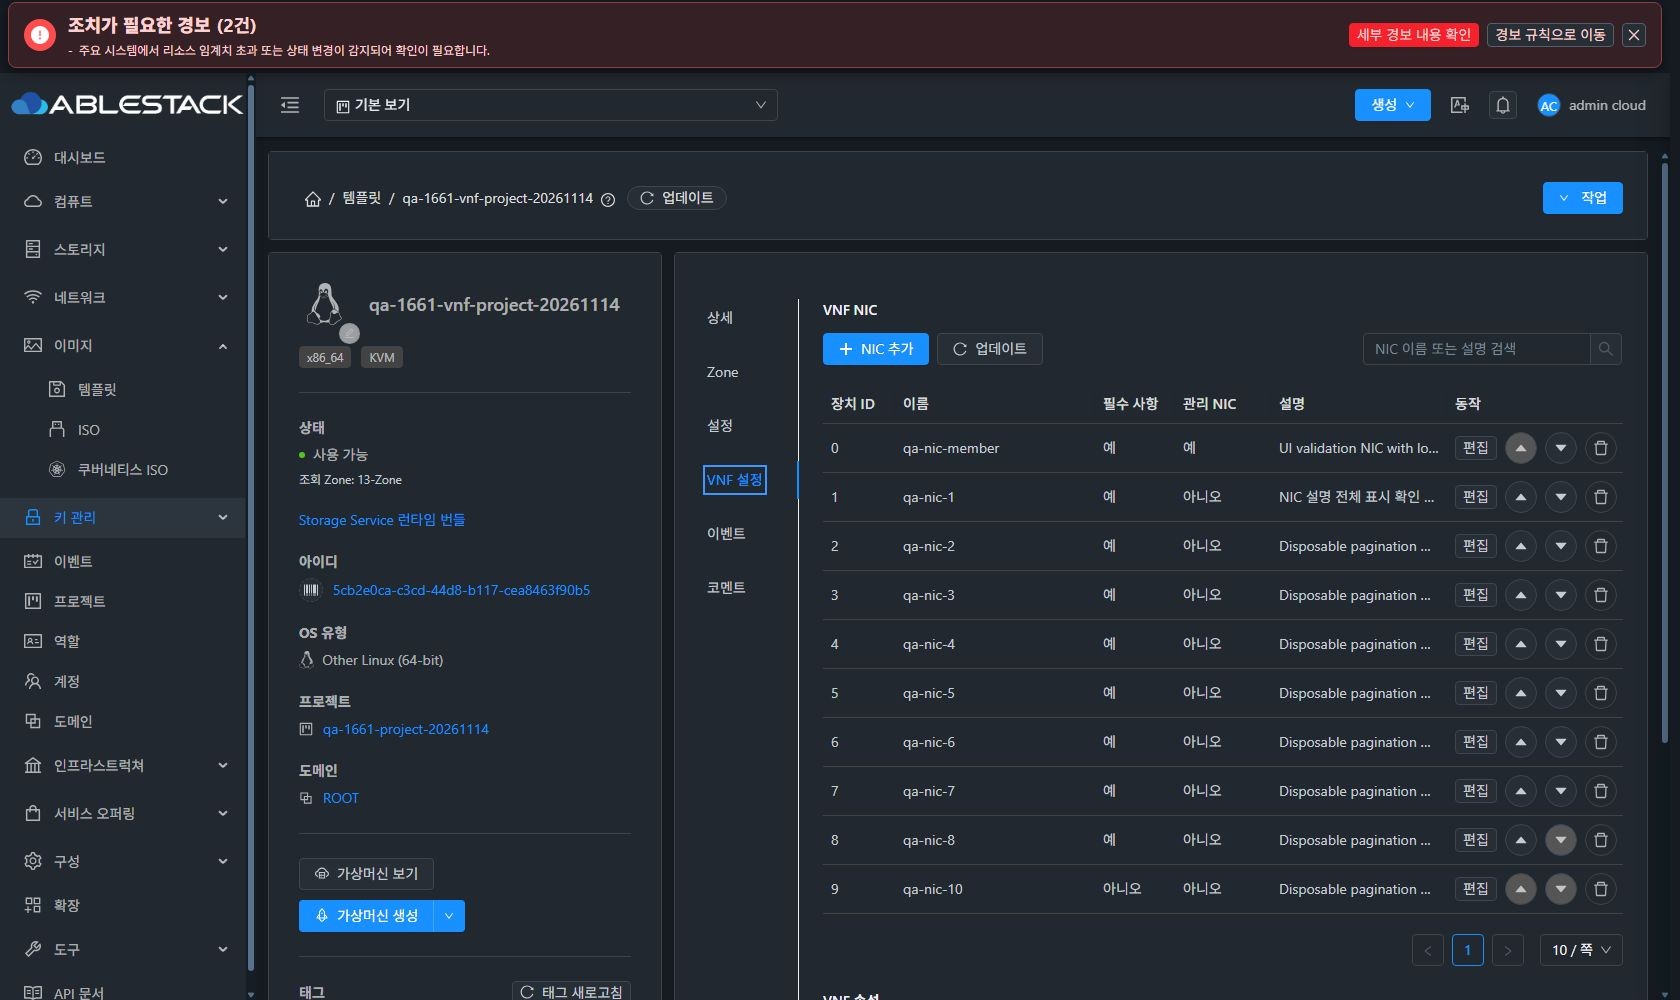 조치가 필요한 경보 (2건)
- 주요 시스템에서 리소스 임계치 초과 또는 상태 변경이 감지되어 확인이 필요합니다.
세부 경보 내용 확인
경보 규칙으로 이동
ABLESTACK
기본 보기
생성
AC
admin cloud
대시보드
컴퓨트
스토리지
네트워크
이미지
템플릿
ISO
쿠버네티스 ISO
키 관리
이벤트
프로젝트
역할
계정
도메인
인프라스트럭쳐
서비스 오퍼링
구성
확장
도구
API 문서
/ 템플릿 / qa-1661-vnf-project-20261114
업데이트
작업
qa-1661-vnf-project-20261114
x86_64
KVM
상태
사용 가능
조회 Zone: 13-Zone
Storage Service 런타임 번들
아이디
5cb2e0ca-c3cd-44d8-b117-cea8463f90b5
OS 유형
Other Linux (64-bit)
프로젝트
qa-1661-project-20261114
도메인
ROOT
가상머신 보기
가상머신 생성
태그
태그 새로고침
상세
Zone
설정
VNF 설정
이벤트
코멘트
VNF NIC
NIC 추가
업데이트
NIC 이름 또는 설명 검색
장치 ID 이름 필수 사항 관리 NIC 설명 동작
0 qa-nic-member 예 예 UI validation NIC with lo... 편집
1 qa-nic-1 예 아니오 NIC 설명 전체 표시 확인 ... 편집
2 qa-nic-2 예 아니오 Disposable pagination ... 편집
3 qa-nic-3 예 아니오 Disposable pagination ... 편집
4 qa-nic-4 예 아니오 Disposable pagination ... 편집
5 qa-nic-5 예 아니오 Disposable pagination ... 편집
6 qa-nic-6 예 아니오 Disposable pagination ... 편집
7 qa-nic-7 예 아니오 Disposable pagination ... 편집
8 qa-nic-8 예 아니오 Disposable pagination ... 편집
9 qa-nic-10 아니오 아니오 Disposable pagination ... 편집
< 1 > 10 / 쪽
VNF 속성